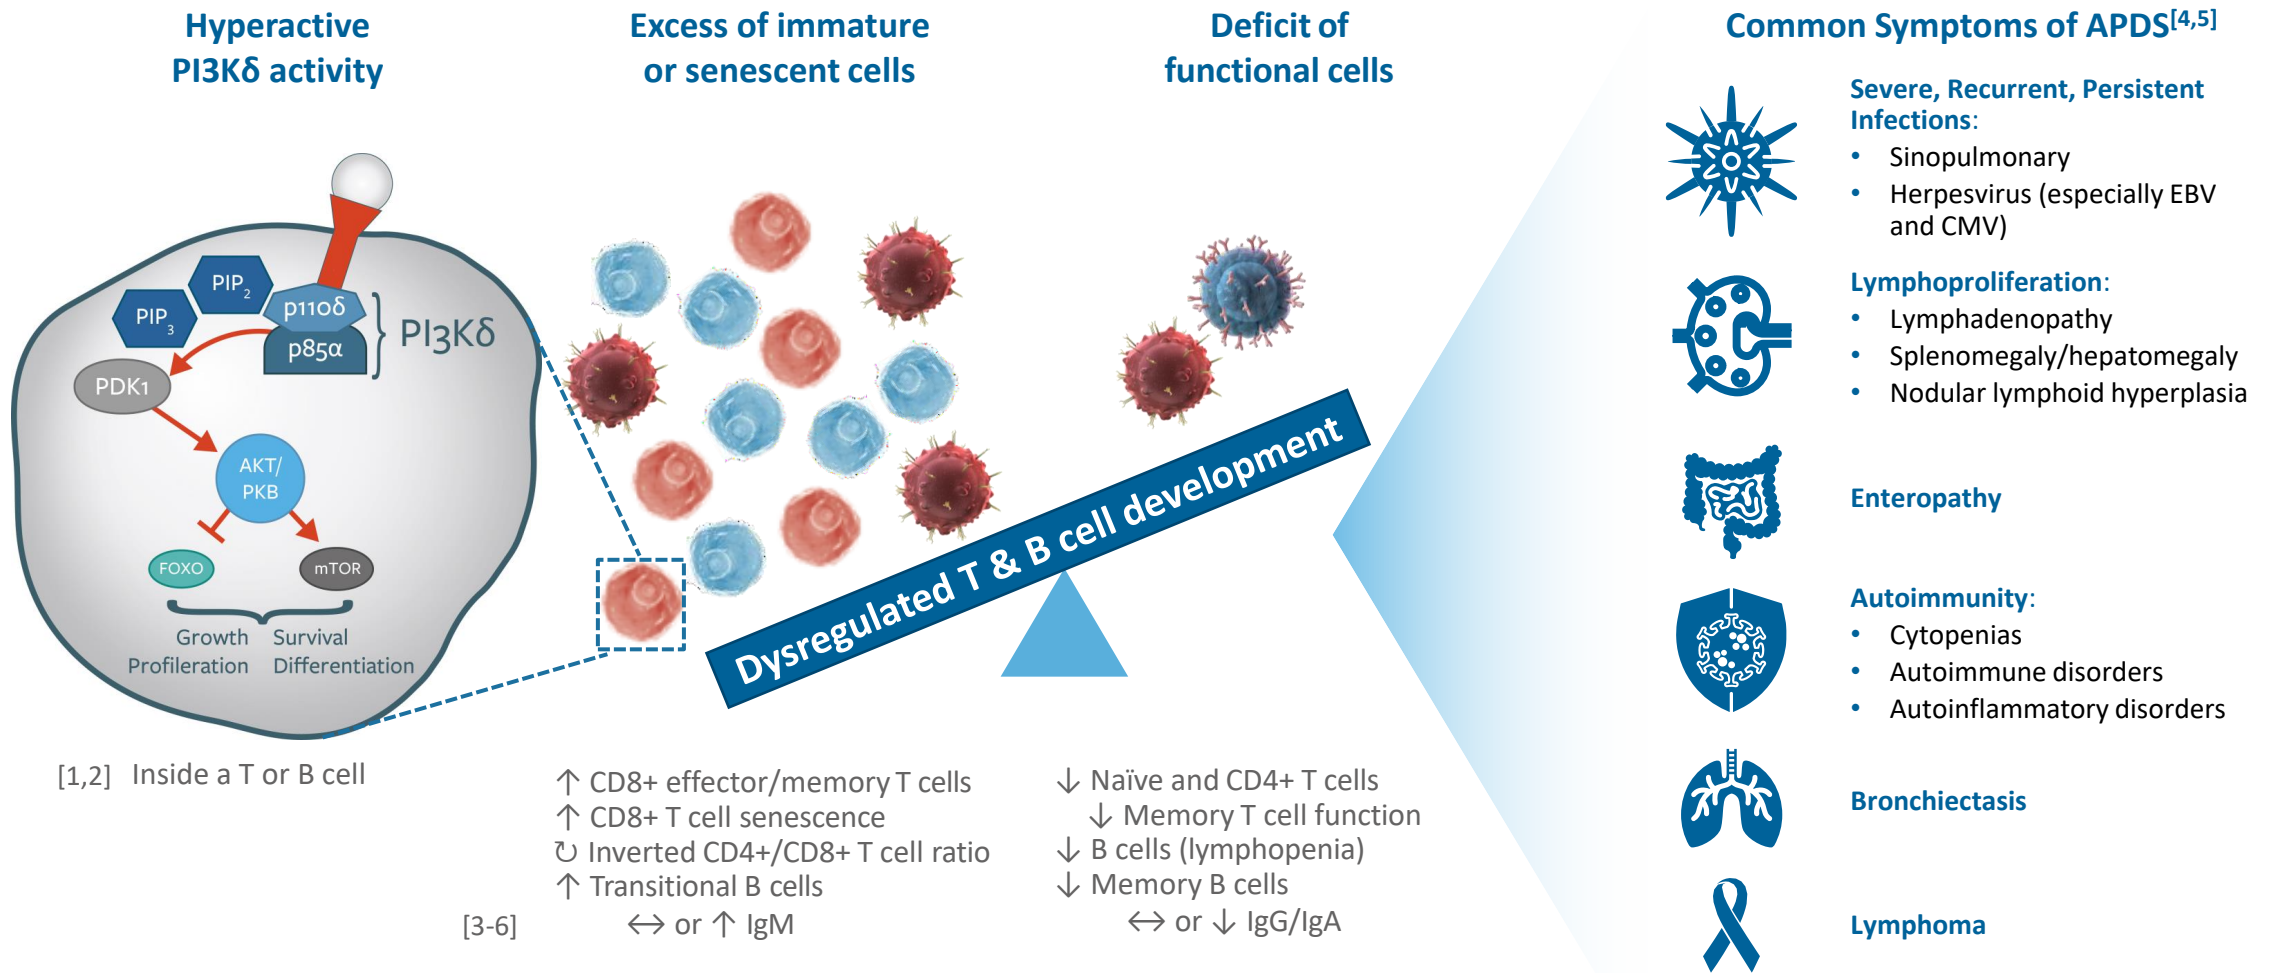 Hyperactive
PI3Kδ activity
PIP2
PIP3
p110δ
p85α
PI3Kδ
PDK1
AKT/
PKB
FOXO
mTOR
Growth
Profileration
Survival
Differentiation
[1,2] Inside a T or B cell
Excess of immature
or senescent cells
Deficit of
functional cells
Dysregulated T & B cell development
↑ CD8+ effector/memory T cells
↑ CD8+ T cell senescence
↻ Inverted CD4+/CD8+ T cell ratio
↑ Transitional B cells
[3-6] ↔ or ↑ IgM
↓ Naïve and CD4+ T cells
↓ Memory T cell function
↓ B cells (lymphopenia)
↓ Memory B cells
↔ or ↓ IgG/IgA
Common Symptoms of APDS[4,5]
Severe, Recurrent, Persistent
Infections:
• Sinopulmonary
• Herpesvirus (especially EBV
and CMV)
Lymphoproliferation:
• Lymphadenopathy
• Splenomegaly/hepatomegaly
• Nodular lymphoid hyperplasia
Enteropathy
Autoimmunity:
• Cytopenias
• Autoimmune disorders
• Autoinflammatory disorders
Bronchiectasis
Lymphoma